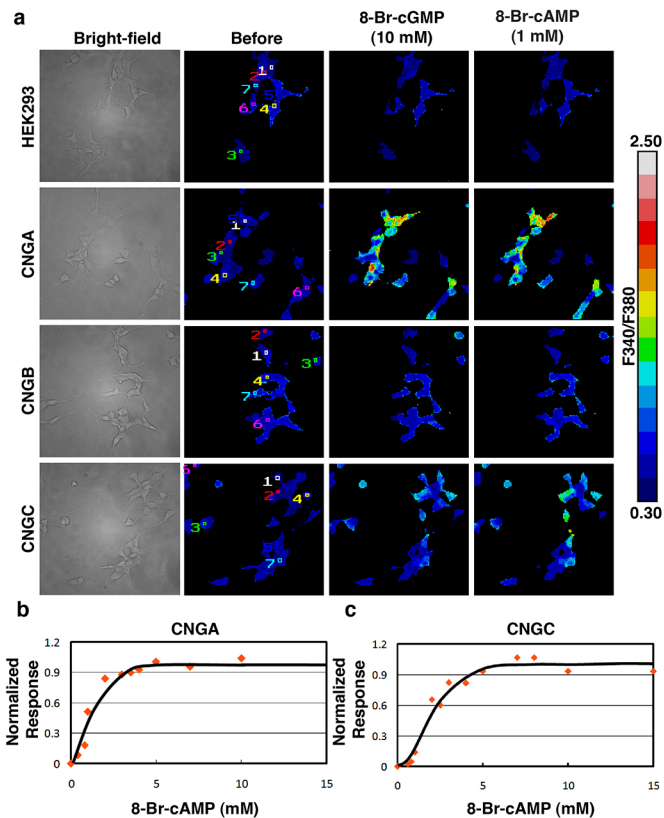 a
8-Br-cGMP 8-Br-cAMP
Bright-field Before (10 mM) (1 mM)
HEK293
1
2
7
5
6 4
3
2.50
CNGA
5
1
2
3
4
7 6
F340/F380
CNGB
2
1
3
4
7
6
CNGC
6
1
2 4
3
5
7
0.30
b
CNGA
Normalized Response
1.2
0.9
0.6
0.3
0
0 5 10 15
8-Br-cAMP (mM)
c
CNGC
Normalized Response
1.2
0.9
0.6
0.3
0
0 5 10 15
8-Br-cAMP (mM)